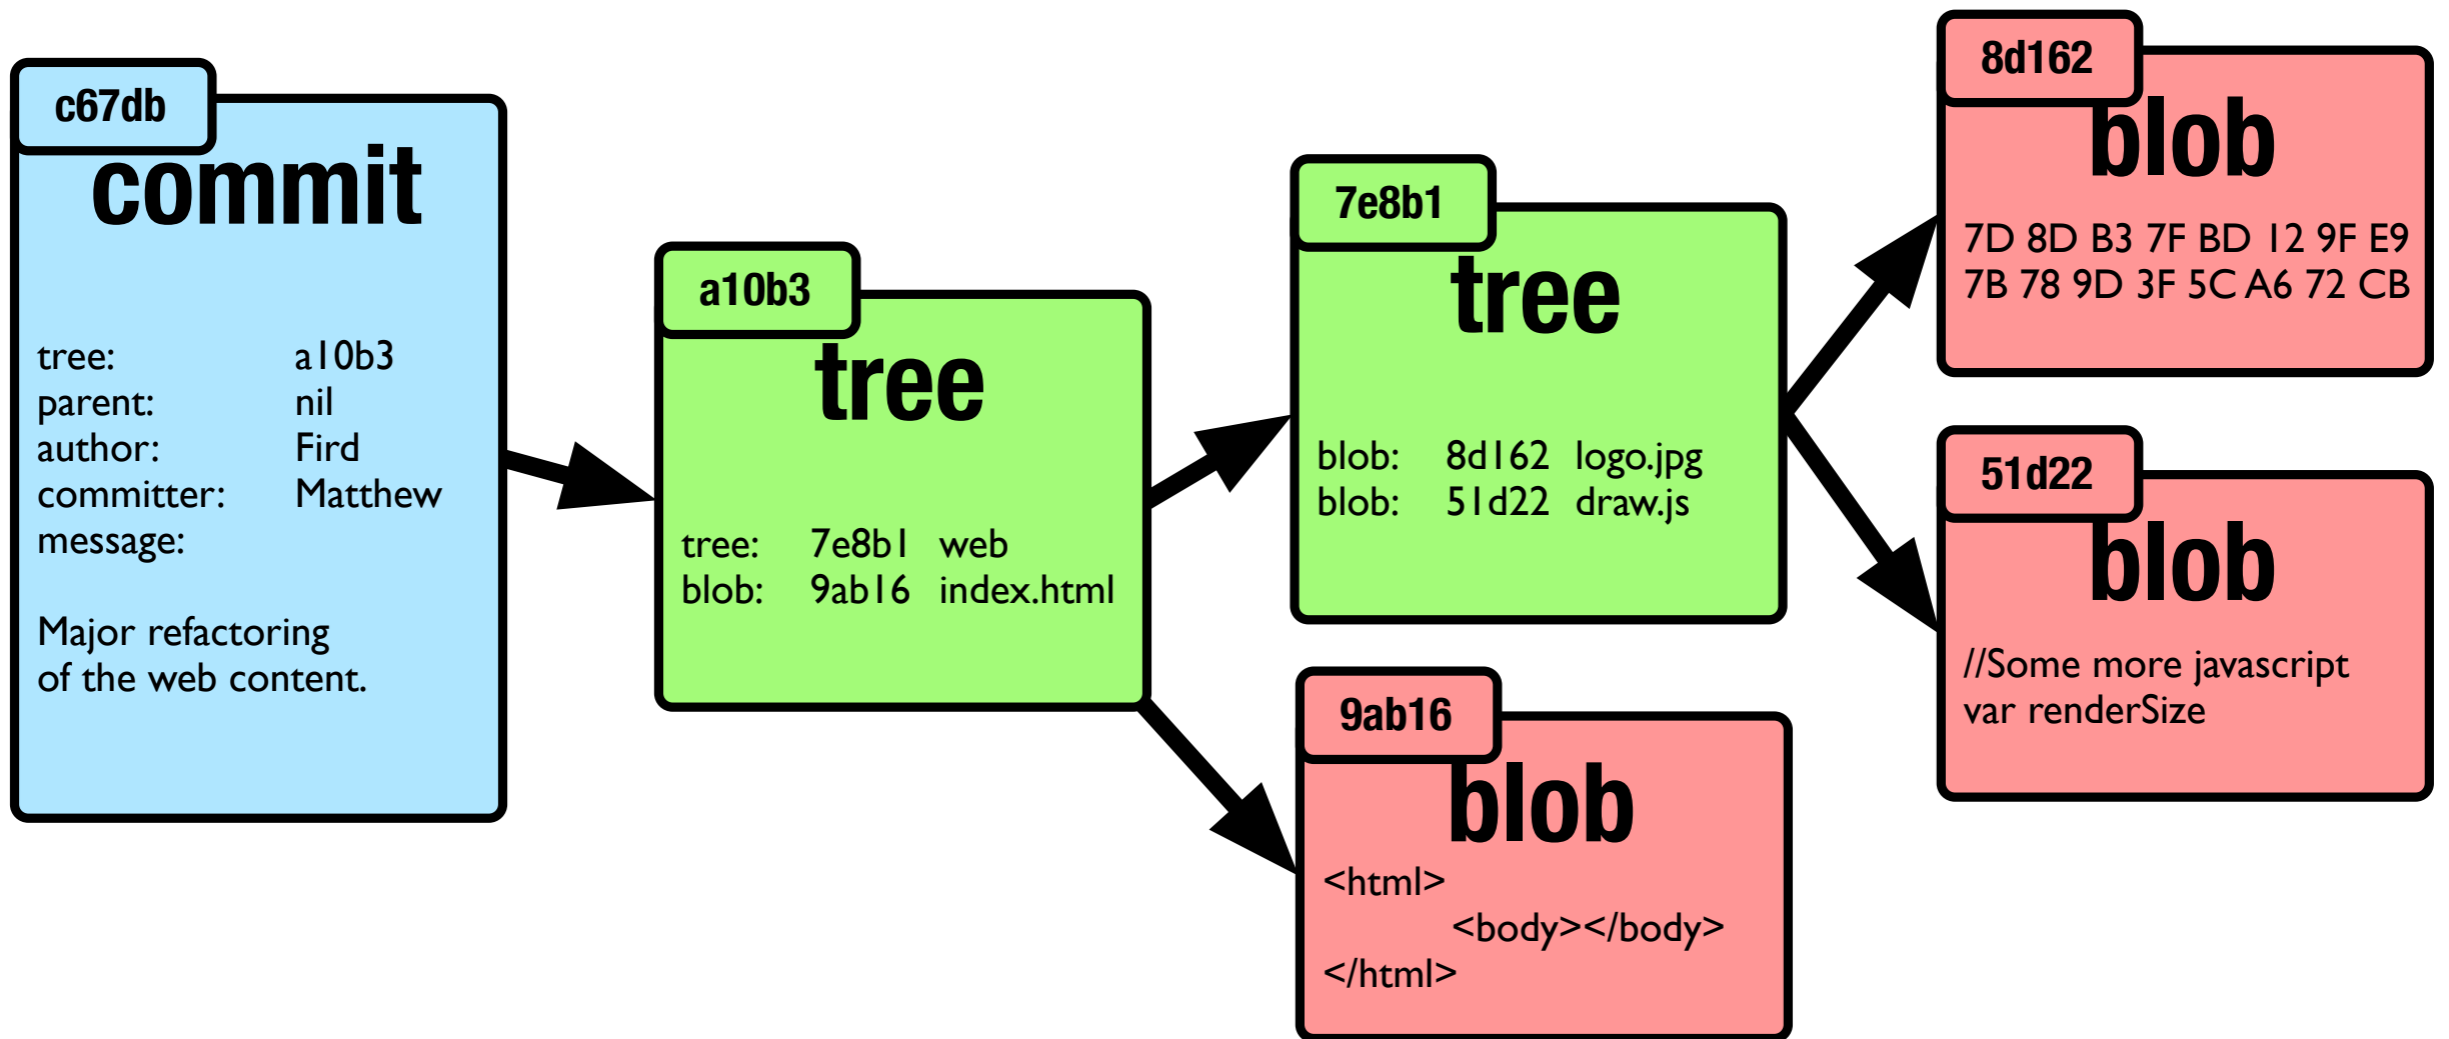 c67db
commit
tree: a10b3
parent: nil
author: Fird
committer: Matthew
message:
Major refactoring
of the web content.
a10b3
tree
tree: 7e8b1 web
blob: 9ab16 index.html
7e8b1
tree
blob: 8d162 logo.jpg
blob: 51d22 draw.js
9ab16
blob
<html>
<body></body>
</html>
8d162
blob
7D 8D B3 7F BD 12 9F E9
7B 78 9D 3F 5C A6 72 CB
51d22
blob
//Some more javascript
var renderSize